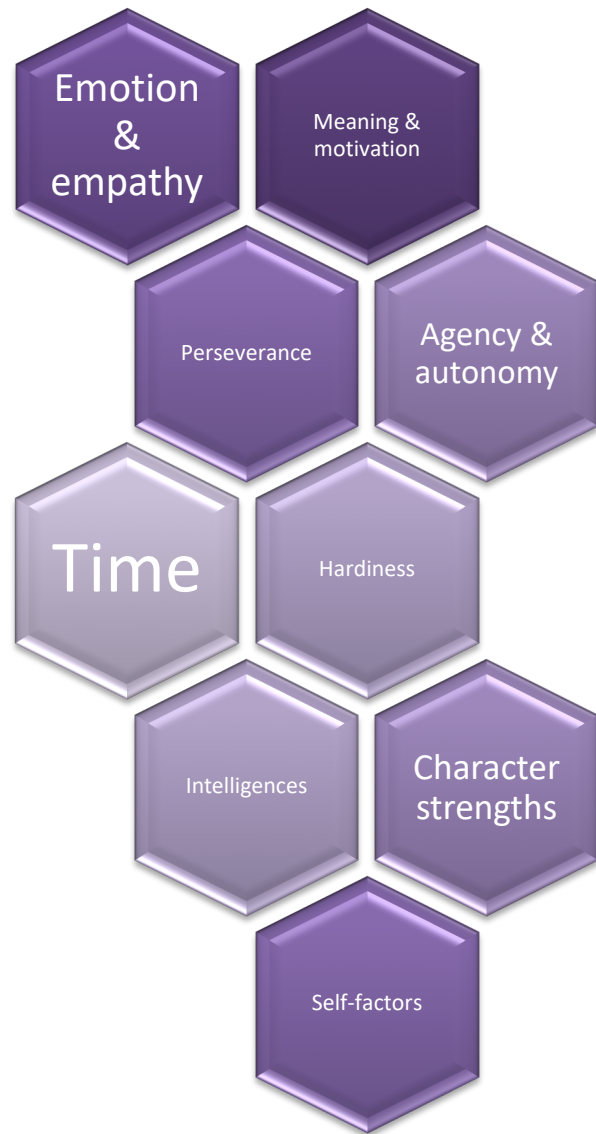 Emotion
&
empathy
Meaning &
motivation
Perseverance
Agency &
autonomy
Time
Hardiness
Intelligences
Character
strengths
Self-factors